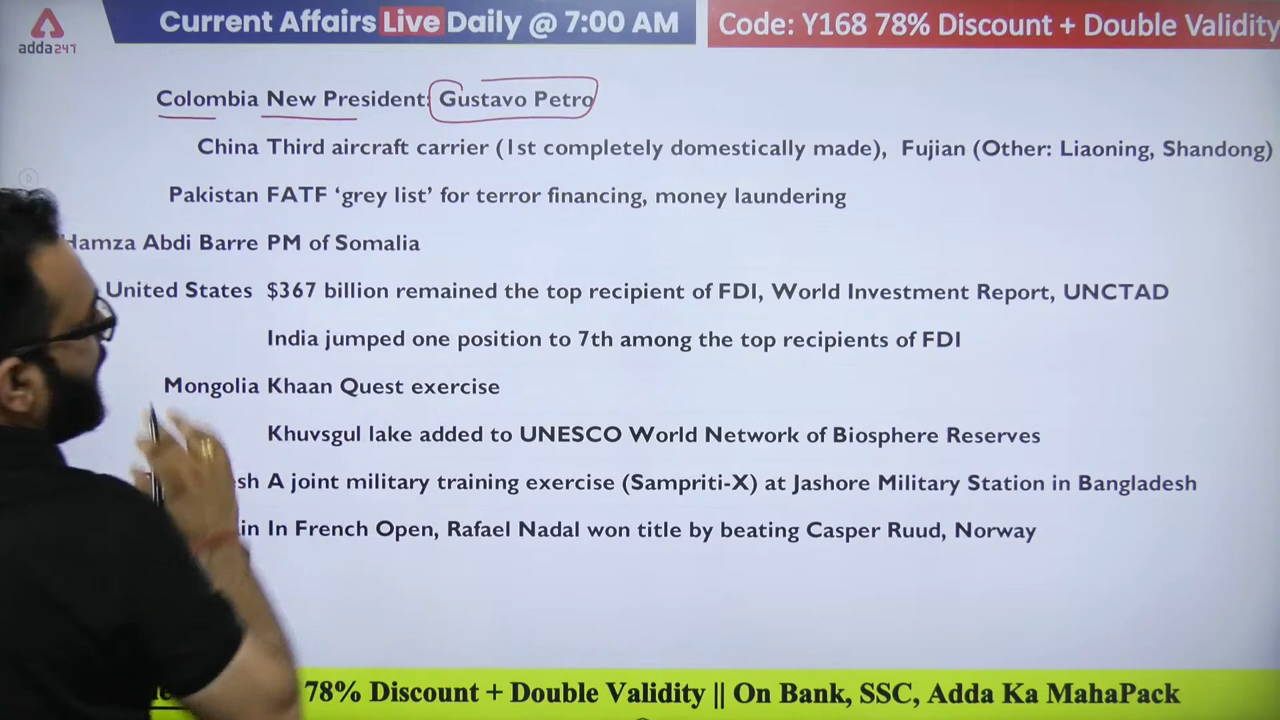 adda247
Current Affairs Live Daily @ 7:00 AM
Code: Y168 78% Discount + Double Validity
Colombia New President: Gustavo Petro
China Third aircraft carrier (1st completely domestically made), Fujian (Other: Liaoning, Shandong)
Pakistan FATF ‘grey list’ for terror financing, money laundering
Hamza Abdi Barre PM of Somalia
United States $367 billion remained the top recipient of FDI, World Investment Report, UNCTAD
India jumped one position to 7th among the top recipients of FDI
Mongolia Khaan Quest exercise
Khuvsgul lake added to UNESCO World Network of Biosphere Reserves
sh A joint military training exercise (Sampriti-X) at Jashore Military Station in Bangladesh
in In French Open, Rafael Nadal won title by beating Casper Ruud, Norway
78% Discount + Double Validity || On Bank, SSC, Adda Ka MahaPack